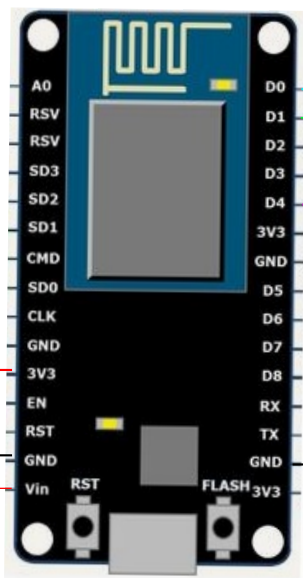 A0 D0
RSV D1
RSV D2
SD3 D3
SD2 D4
SD1 3V3
CMD GND
SD0 D5
CLK D6
GND D7
3V3 D8
EN RX
RST TX
GND GND
Vin RST FLASH 3V3